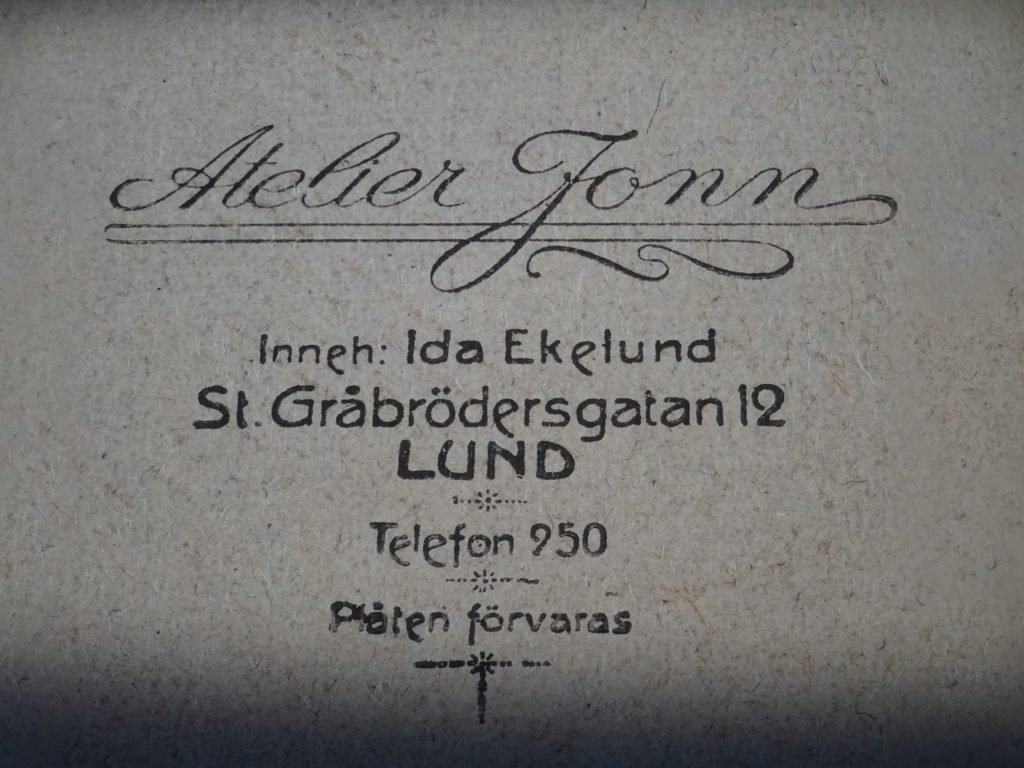 Atelier Jonn
Inneh: Ida Ekelund
St. Gråbrödersgatan 12
LUND
Telefon 950
Plåten förvaras